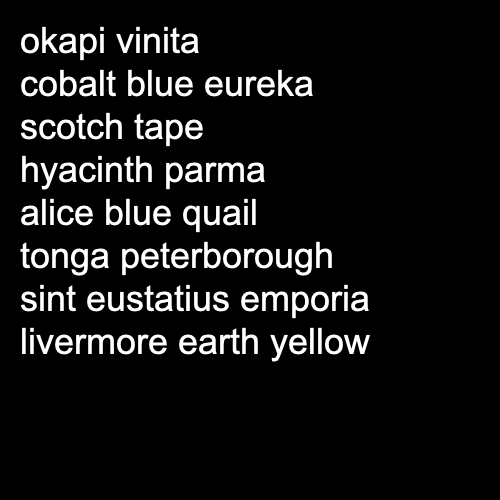 okapi vinita
cobalt blue eureka
scotch tape
hyacinth parma
alice blue quail
tonga peterborough
sint eustatius emporia
livermore earth yellow